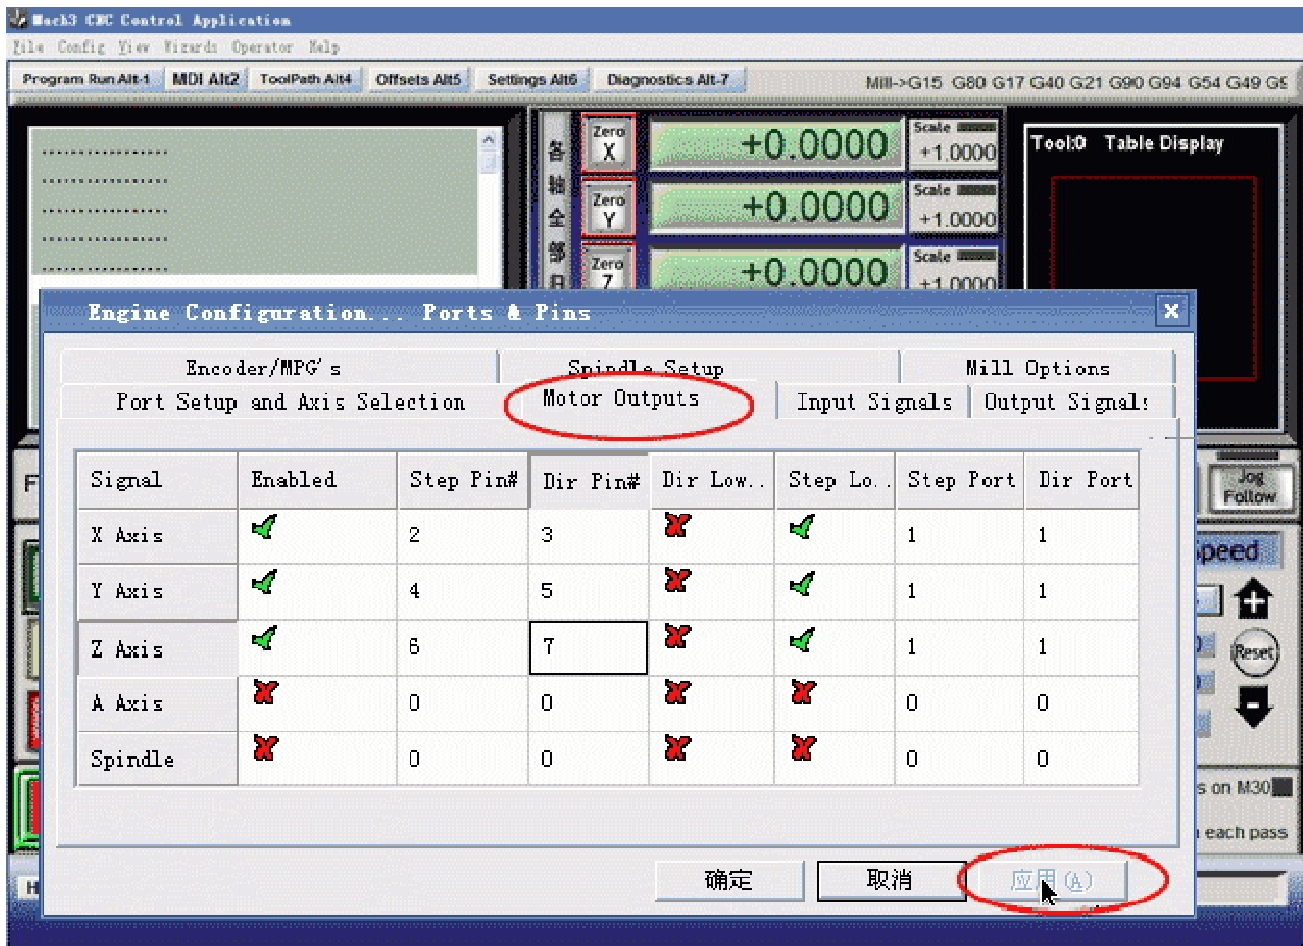 Mach3 CNC Control Application
File Config View Wizards Operator Help
Program Run Alt-1 MDI Alt2 ToolPath Alt4 Offsets Alt5 Settings Alt6 Diagnostics Alt-7 Mill->G15 G80 G17 G40 G21 G90 G94 G54 G49 G5
各轴全部
Zero X +0.0000 Scale +1.0000
Zero Y +0.0000 Scale +1.0000
Zero Z +0.0000 Scale +1.0000
Tool:0 Table Display
Engine Configuration... Ports & Pins
Encoder/MPG's Spindle Setup Mill Options
Port Setup and Axis Selection Motor Outputs Input Signals Output Signals
Signal Enabled Step Pin# Dir Pin# Dir Low.. Step Lo.. Step Port Dir Port
X Axis 2 3 1 1
Y Axis 4 5 1 1
Z Axis 6 7 1 1
A Axis 0 0 0 0
Spindle 0 0 0 0
确定 取消 应用(A)
Jog Follow
peed
Reset
s on M30
each pass